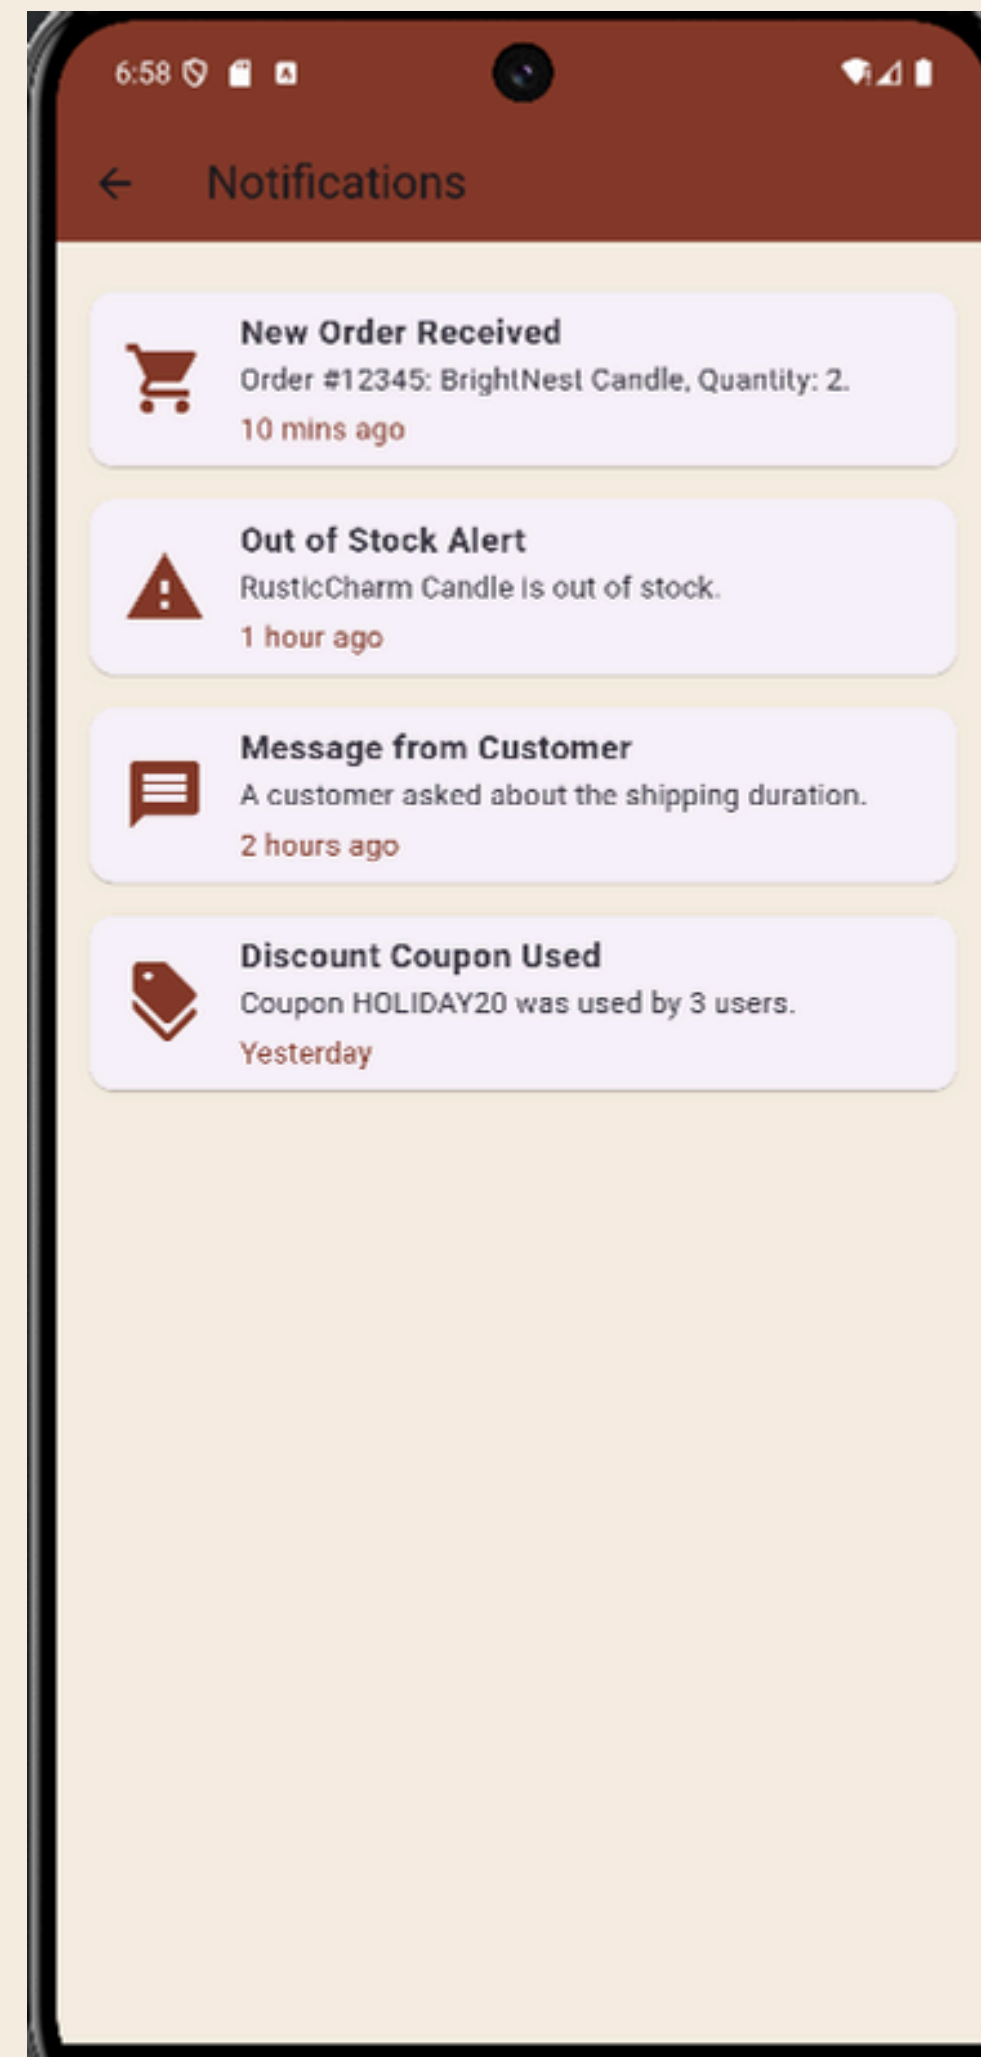 6:58
Notifications
New Order Received
Order #12345: BrightNest Candle, Quantity: 2.
10 mins ago
Out of Stock Alert
RusticCharm Candle is out of stock.
1 hour ago
Message from Customer
A customer asked about the shipping duration.
2 hours ago
Discount Coupon Used
Coupon HOLIDAY20 was used by 3 users.
Yesterday